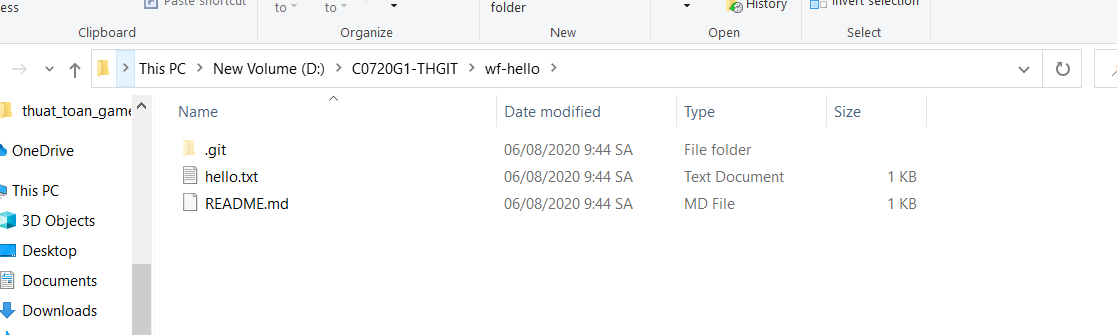 ess
Paste shortcut
to
to
folder
History
Invert selection
Clipboard
Organize
New
Open
Select
This PC
New Volume (D:)
C0720G1-THGIT
wf-hello
thuat_toan_game
OneDrive
This PC
3D Objects
Desktop
Documents
Downloads
Name
Date modified
Type
Size
.git
06/08/2020 9:44 SA
File folder
hello.txt
06/08/2020 9:44 SA
Text Document
1 KB
README.md
06/08/2020 9:44 SA
MD File
1 KB